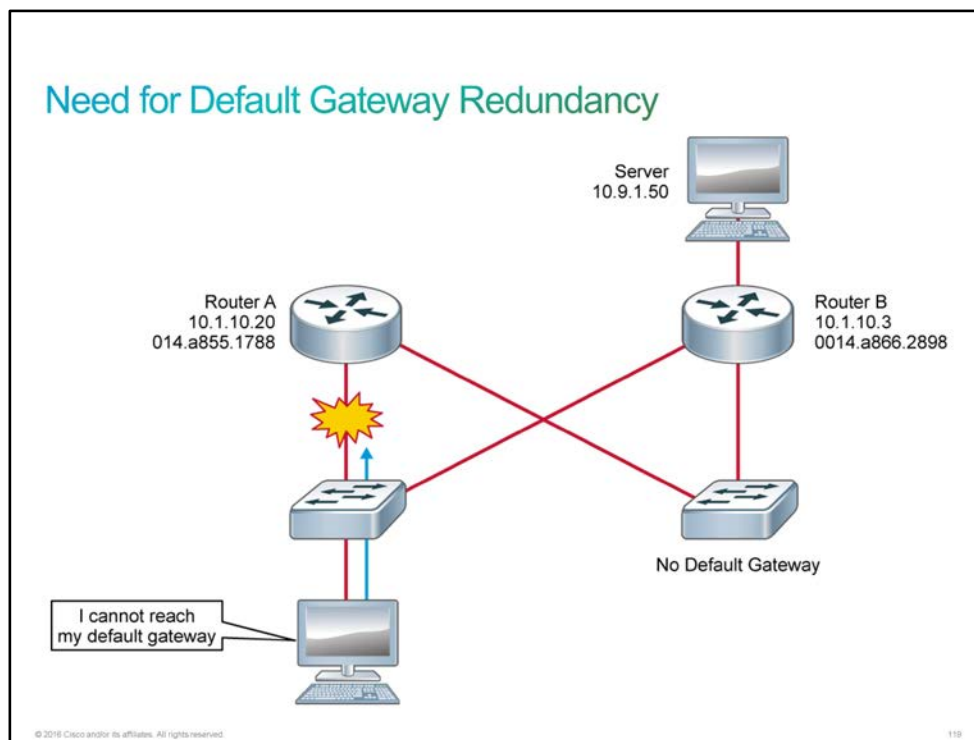 Need for Default Gateway Redundancy
Server
10.9.1.50
Router A
10.1.10.20
014.a855.1788
Router B
10.1.10.3
0014.a866.2898
No Default Gateway
I cannot reach
my default gateway
© 2016 Cisco and/or its affiliates. All rights reserved.
119